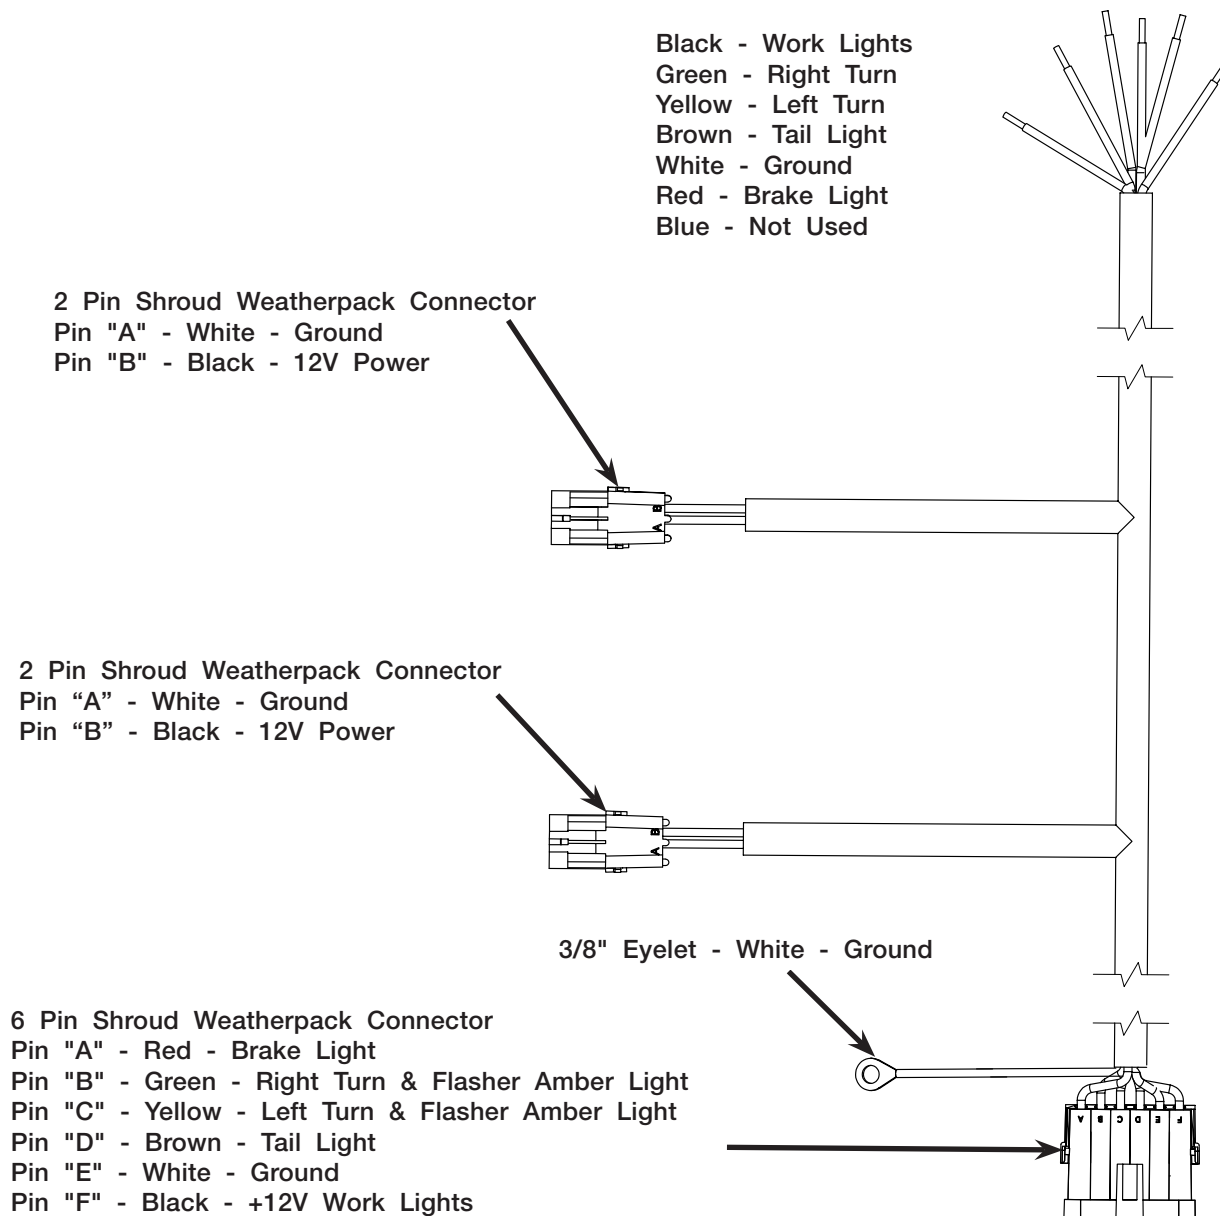 Black - Work Lights
Green - Right Turn
Yellow - Left Turn
Brown - Tail Light
White - Ground
Red - Brake Light
Blue - Not Used
2 Pin Shroud Weatherpack Connector
Pin "A" - White - Ground
Pin "B" - Black - 12V Power
B
A
2 Pin Shroud Weatherpack Connector
Pin “A” - White - Ground
Pin “B” - Black - 12V Power
B
A
3/8" Eyelet - White - Ground
6 Pin Shroud Weatherpack Connector
Pin "A" - Red - Brake Light
Pin "B" - Green - Right Turn & Flasher Amber Light
Pin "C" - Yellow - Left Turn & Flasher Amber Light
Pin "D" - Brown - Tail Light
Pin "E" - White - Ground
Pin "F" - Black - +12V Work Lights
A B C D E F